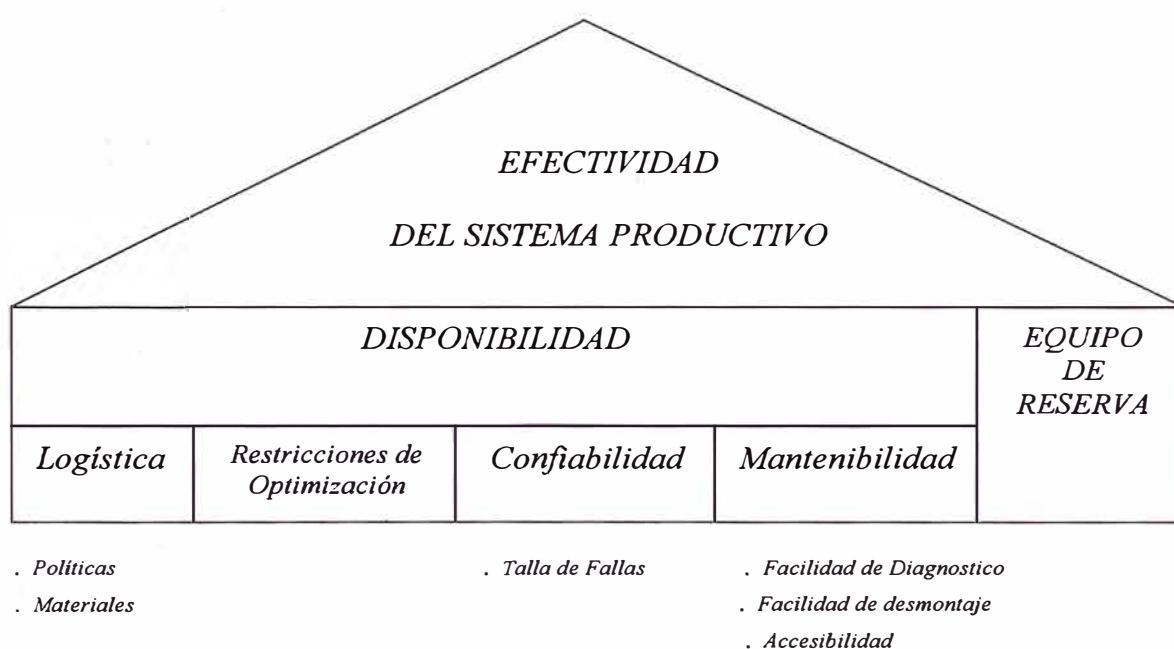 EFECTIVIDAD
DEL SISTEMA PRODUCTIVO
DISPONIBILIDAD
EQUIPO
DE
RESERVA
Logística
Restricciones de
Optimización
Confiabilidad
Mantenibilidad
. Políticas
. Materiales
. Talla de Fallas
. Facilidad de Diagnostico
. Facilidad de desmontaje
. Accesibilidad